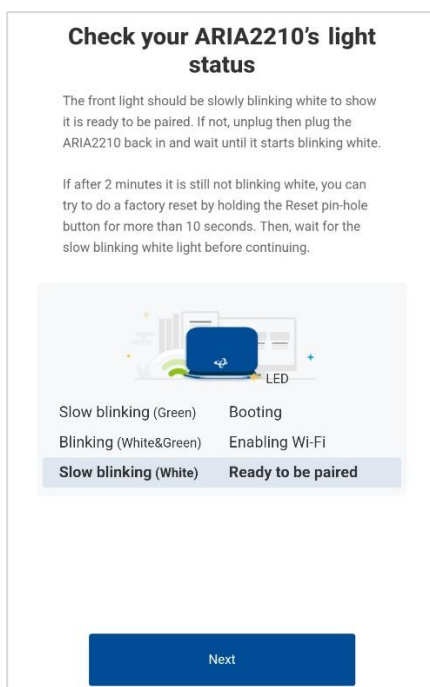 Check your ARIA2210's light
status
The front light should be slowly blinking white to show
it is ready to be paired. If not, unplug then plug the
ARIA2210 back in and wait until it starts blinking white.
If after 2 minutes it is still not blinking white, you can
try to do a factory reset by holding the Reset pin-hole
button for more than 10 seconds. Then, wait for the
slow blinking white light before continuing.
LED
Slow blinking (Green) Booting
Blinking (White&Green) Enabling Wi-Fi
Slow blinking (White) Ready to be paired
Next